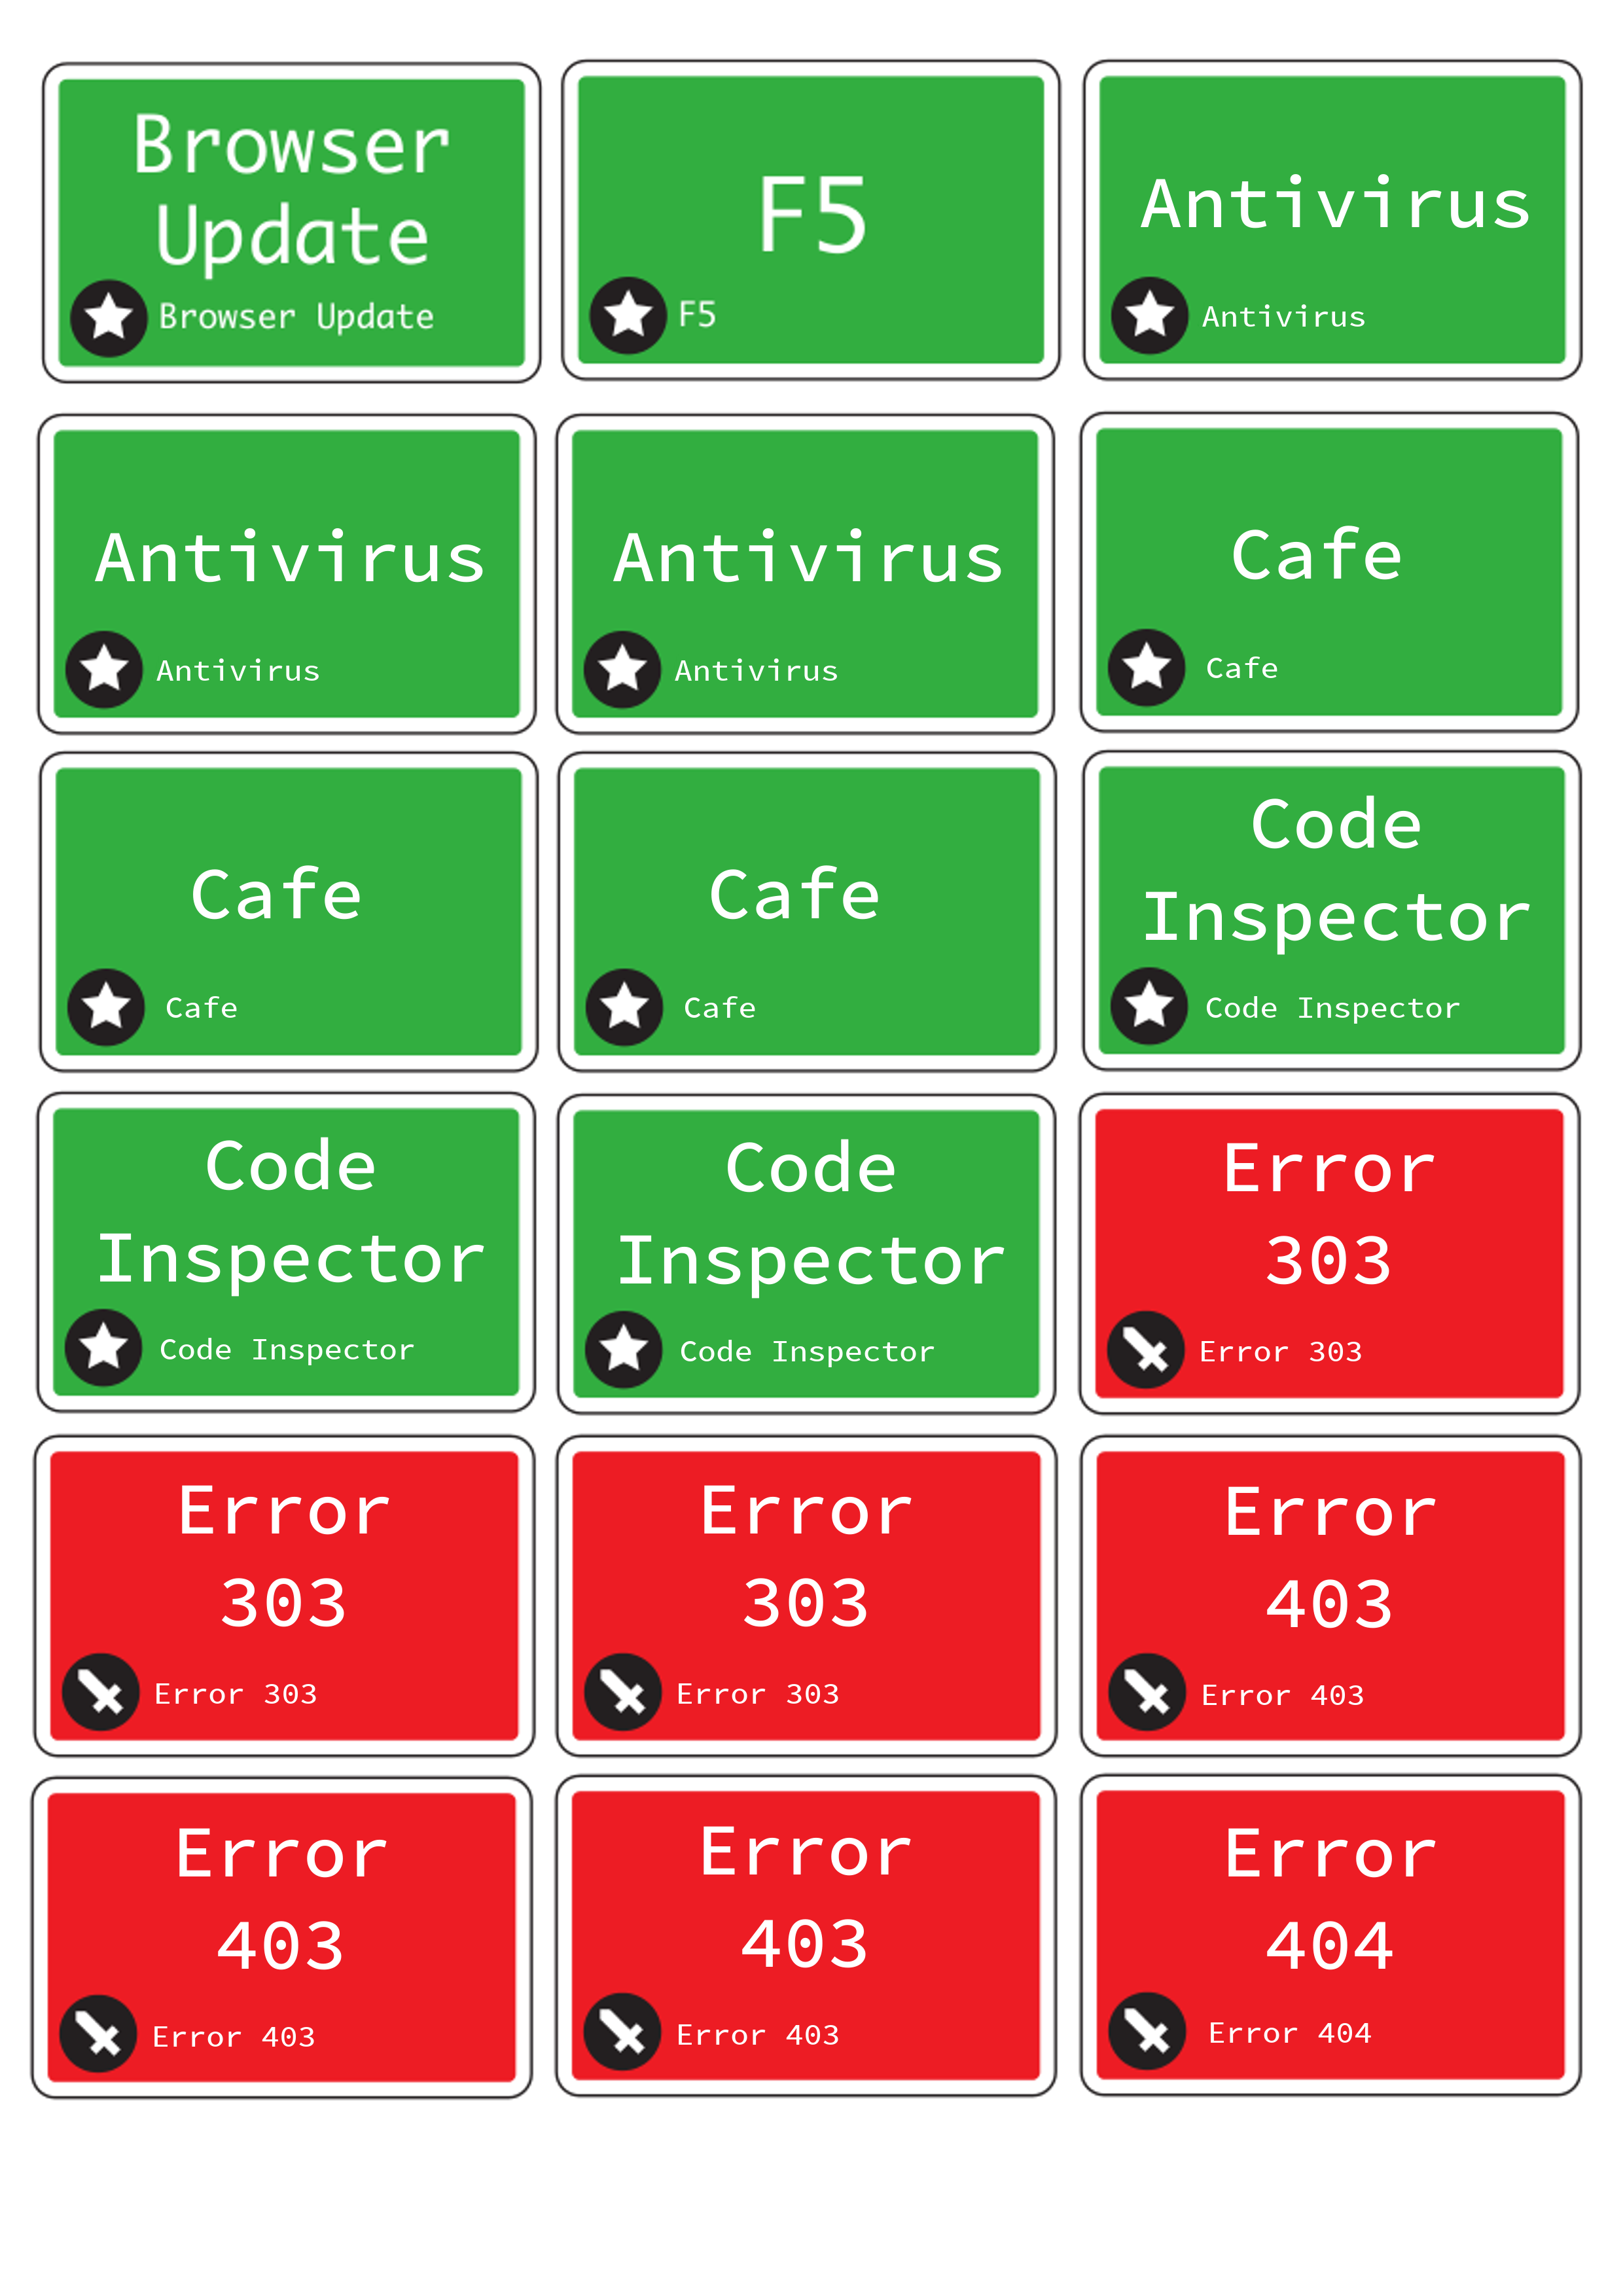 Browser
Update
Browser Update
F5
F5
Antivirus
Antivirus
Antivirus
Antivirus
Antivirus
Antivirus
Cafe
Cafe
Cafe
Cafe
Cafe
Cafe
Code
Inspector
Code Inspector
Code
Inspector
Code Inspector
Code
Inspector
Code Inspector
Error
303
Error 303
Error
303
Error 303
Error
303
Error 303
Error
403
Error 403
Error
403
Error 403
Error
403
Error 403
Error
404
Error 404